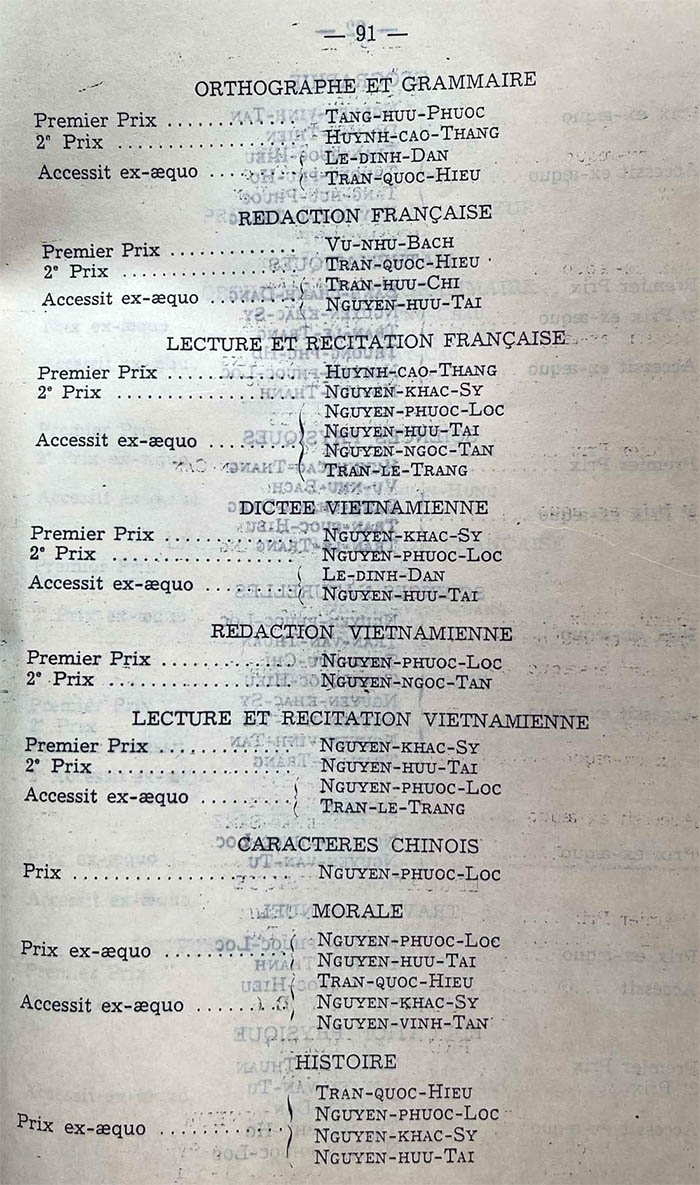 — 91 —
ORTHOGRAPHE ET GRAMMAIRE
Premier Prix .......... TANG-HUU-PHUOC
2e Prix .......... HUYNH-CAO-THANG
LE-DINH-DAN
Accessit ex-æquo ..........
TRAN-QUOC-HIEU
REDACTION FRANÇAISE
Premier Prix .......... VU-NHU-BACH
2e Prix .......... TRAN-QUOC-HIEU
TRAN-HUU-CHI
Accessit ex-æquo ..........
NGUYEN-HUU-TAI
LECTURE ET RECITATION FRANÇAISE
Premier Prix .......... HUYNH-CAO-THANG
2e Prix .......... NGUYEN-KHAC-SY
NGUYEN-PHUOC-LOC
NGUYEN-HUU-TAI
Accessit ex-æquo ..........
NGUYEN-NGOC-TAN
TRAN-LE-TRANG
DICTEE VIETNAMIENNE
Premier Prix .......... NGUYEN-KHAC-SY
2e Prix .......... NGUYEN-PHUOC-LOC
LE-DINH-DAN
Accessit ex-æquo ..........
NGUYEN-HUU-TAI
REDACTION VIETNAMIENNE
Premier Prix .......... NGUYEN-PHUOC-LOC
2e Prix .......... NGUYEN-NGOC-TAN
LECTURE ET RECITATION VIETNAMIENNE
Premier Prix .......... NGUYEN-KHAC-SY
2e Prix .......... NGUYEN-HUU-TAI
NGUYEN-PHUOC-LOC
Accessit ex-æquo ..........
TRAN-LE-TRANG
CARACTERES CHINOIS
Prix .......... NGUYEN-PHUOC-LOC
MORALE
NGUYEN-PHUOC-LOC
Prix ex-æquo ..........
NGUYEN-HUU-TAI
TRAN-QUOC-HIEU
Accessit ex-æquo .......... NGUYEN-KHAC-SY
NGUYEN-VINH-TAN
HISTOIRE
TRAN-QUOC-HIEU
NGUYEN-PHUOC-LOC
Prix ex-æquo ..........
NGUYEN-KHAC-SY
NGUYEN-HUU-TAI